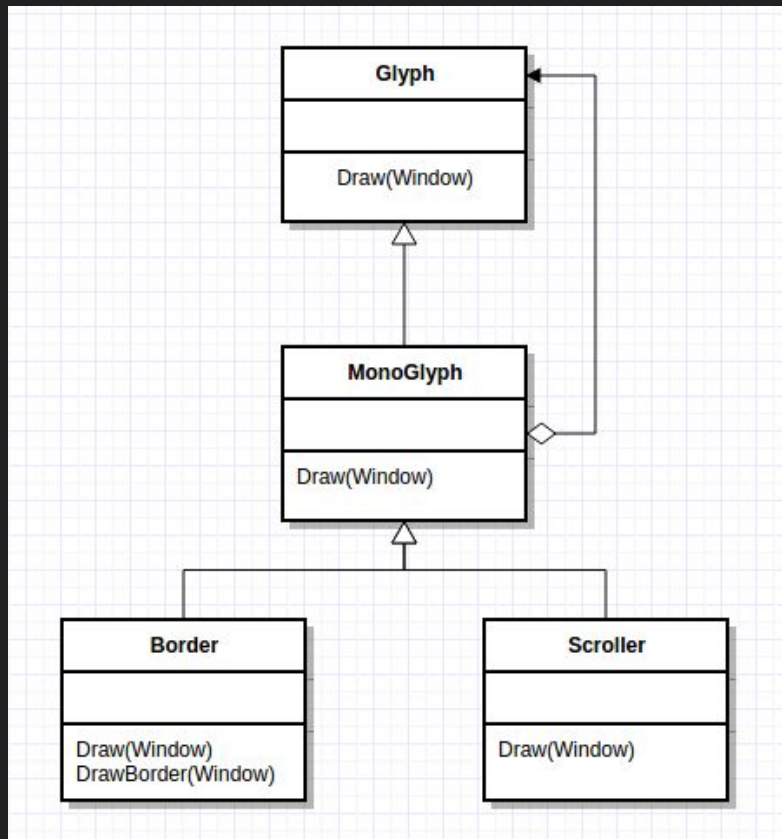 Glyph
Draw(Window)
MonoGlyph
Draw(Window)
Border
Draw(Window)
DrawBorder(Window)
Scroller
Draw(Window)